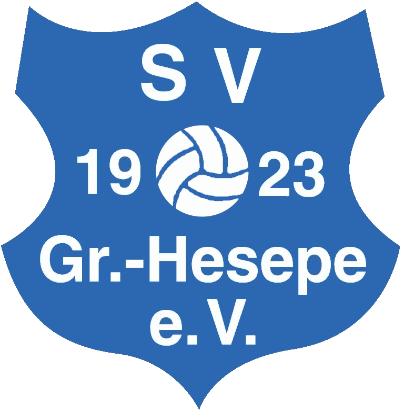 S V
19 23
Gr.-Hesepe
e. V.